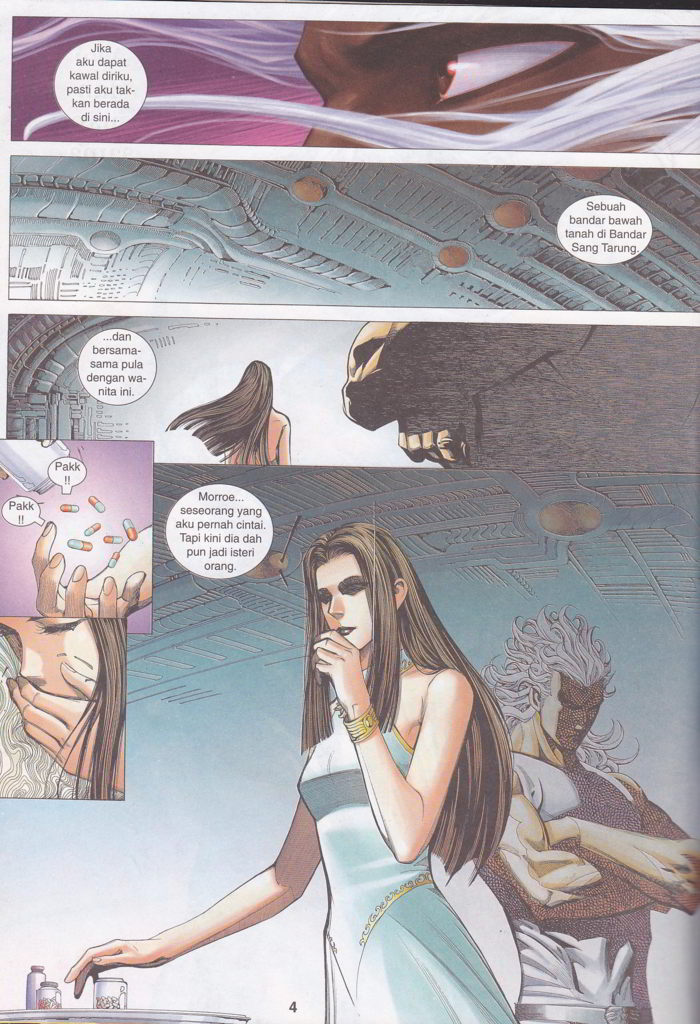 Jika
aku dapat
kawal diriku,
pasti aku tak-
kan berada
di sini...
Sebuah
bandar bawah
tanah di Bandar
Sang Tarung.
...dan
bersama-
sama pula
dengan wa-
nita ini.
Pakk
!!
Pakk
!!
Morroe...
seseorang yang
aku pernah cintai.
Tapi kini dia dah
pun jadi isteri
orang.
4